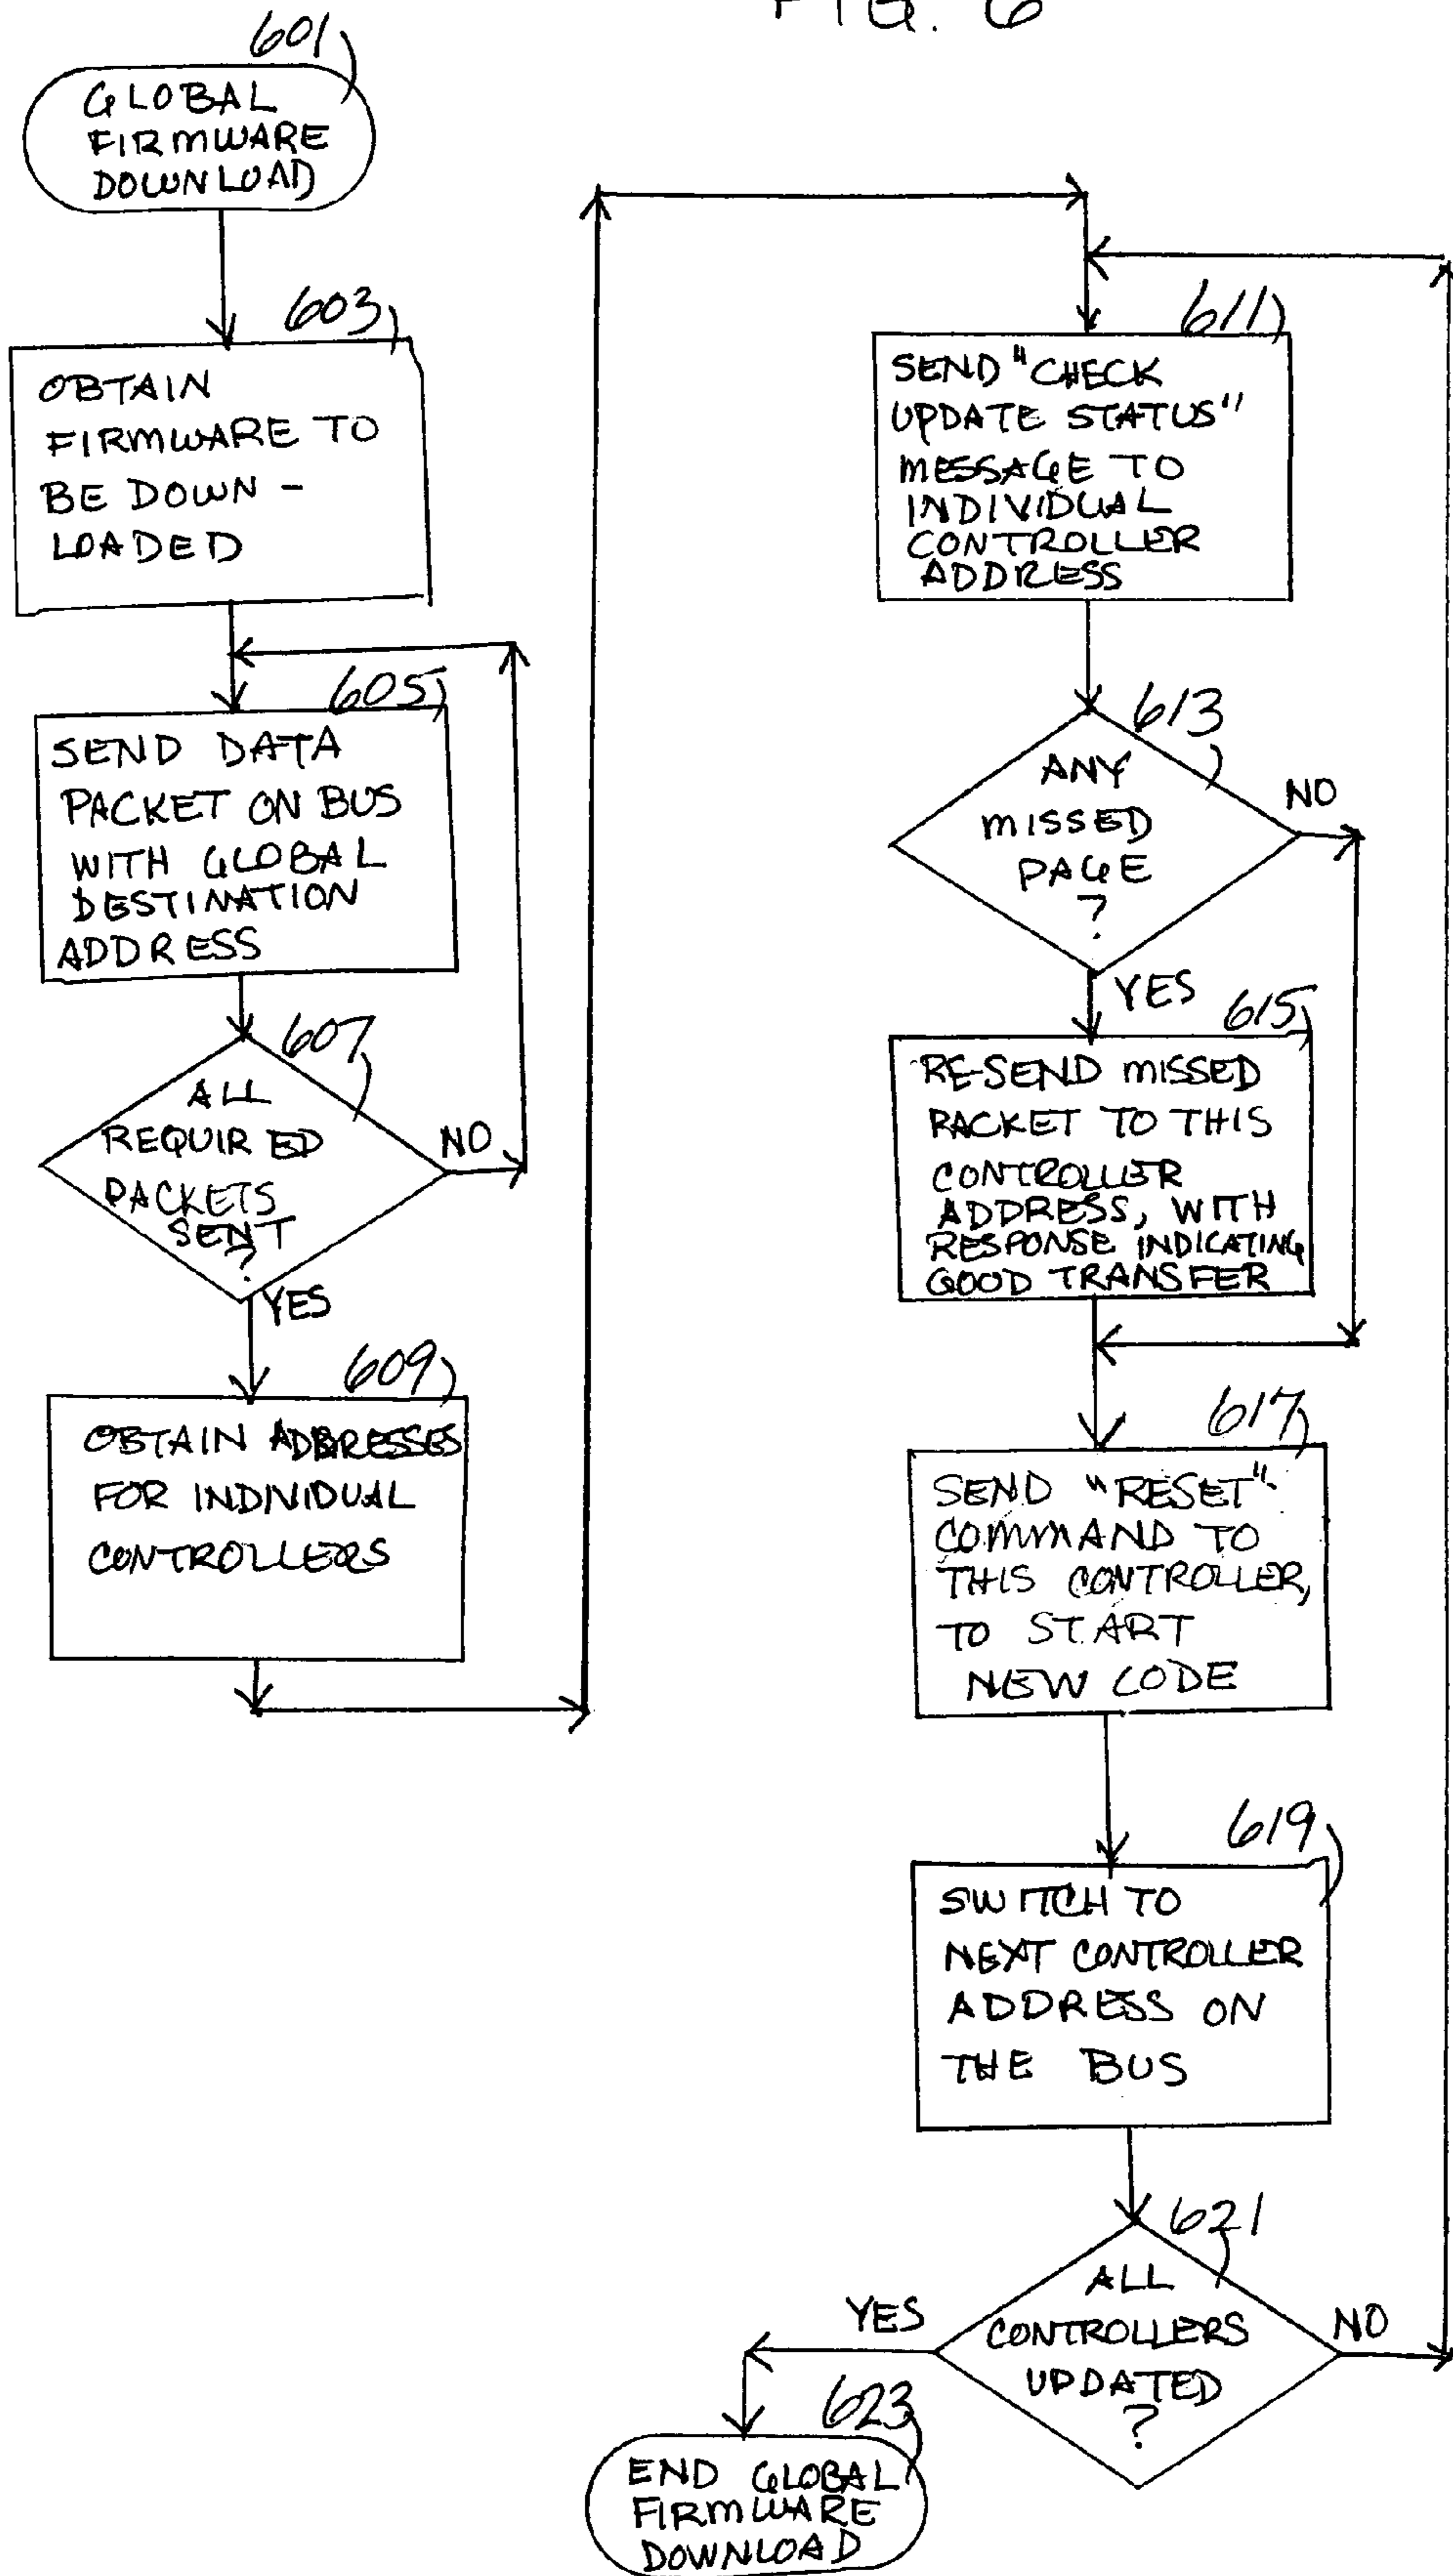 FIG. 6
601
GLOBAL
FIRMWARE
DOWNLOAD
603
OBTAIN
FIRMWARE TO
BE DOWN-
LOADED
605
SEND DATA
PACKET ON BUS
WITH GLOBAL
DESTINATION
ADDRESS
607
ALL
REQUIRED
PACKETS
SENT
?
NO
YES
609
OBTAIN ADDRESSES
FOR INDIVIDUAL
CONTROLLERS
611
SEND "CHECK
UPDATE STATUS"
MESSAGE TO
INDIVIDUAL
CONTROLLER
ADDRESS
613
ANY
MISSED
PAGE
?
NO
YES
615
RE-SEND MISSED
PACKET TO THIS
CONTROLLER
ADDRESS, WITH
RESPONSE INDICATING
GOOD TRANSFER
617
SEND "RESET"
COMMAND TO
THIS CONTROLLER,
TO START
NEW CODE
619
SWITCH TO
NEXT CONTROLLER
ADDRESS ON
THE BUS
621
ALL
CONTROLLERS
UPDATED
?
YES
NO
623
END GLOBAL
FIRMWARE
DOWNLOAD